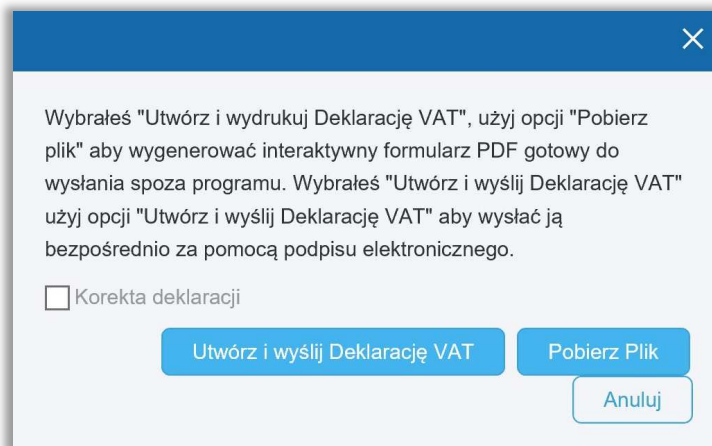 Wybrałeś "Utwórz i wydrukuj Deklarację VAT", użyj opcji "Pobierz
plik" aby wygenerować interaktywny formularz PDF gotowy do
wysłania spoza programu. Wybrałeś "Utwórz i wyślij Deklarację VAT"
użyj opcji "Utwórz i wyślij Deklarację VAT" aby wysłać ją
bezpośrednio za pomocą podpisu elektronicznego.
Korekta deklaracji
Utwórz i wyślij Deklarację VAT Pobierz Plik
Anuluj